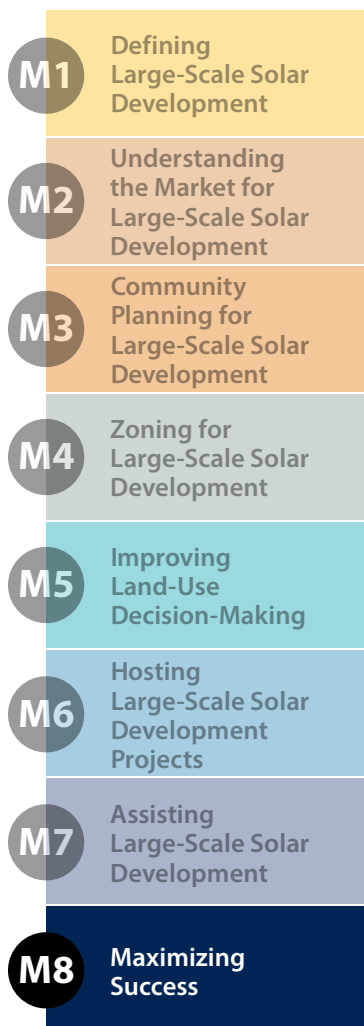 M1
Defining
Large-Scale Solar
Development
M2
Understanding
the Market for
Large-Scale Solar
Development
M3
Community
Planning for
Large-Scale Solar
Development
M4
Zoning for
Large-Scale Solar
Development
M5
Improving
Land-Use
Decision-Making
M6
Hosting
Large-Scale Solar
Development
Projects
M7
Assisting
Large-Scale Solar
Development
M8
Maximizing
Success